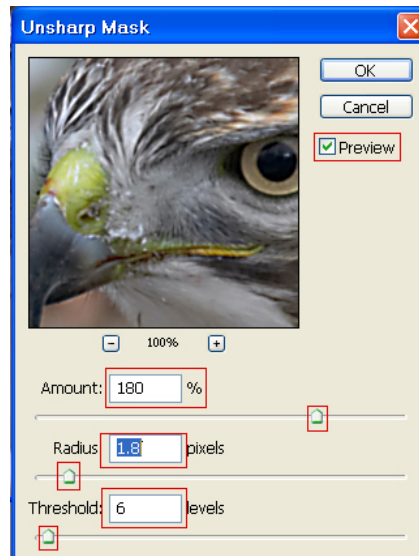 Unsharp Mask
OK
Cancel
Preview
100%
Amount: 180 %
Radius 1.8 pixels
Threshold: 6 levels